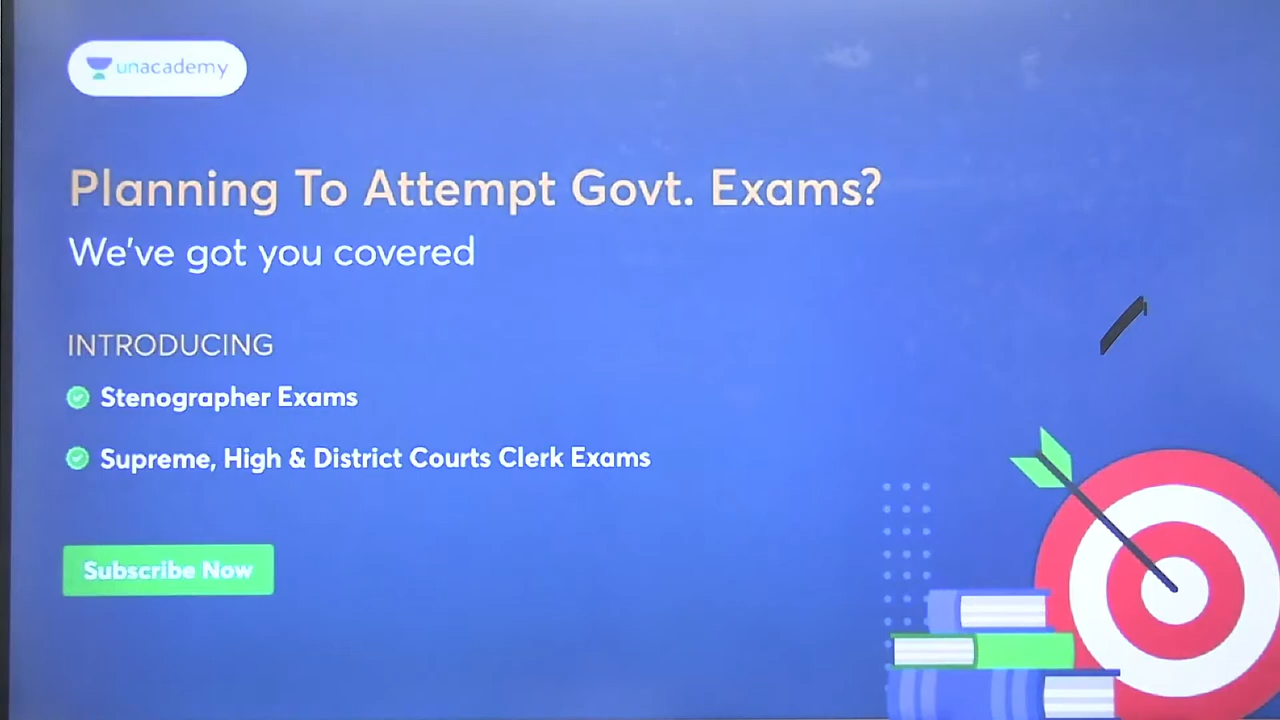 unacademy
Planning To Attempt Govt. Exams?
We've got you covered
INTRODUCING
Stenographer Exams
Supreme, High & District Courts Clerk Exams
Subscribe Now